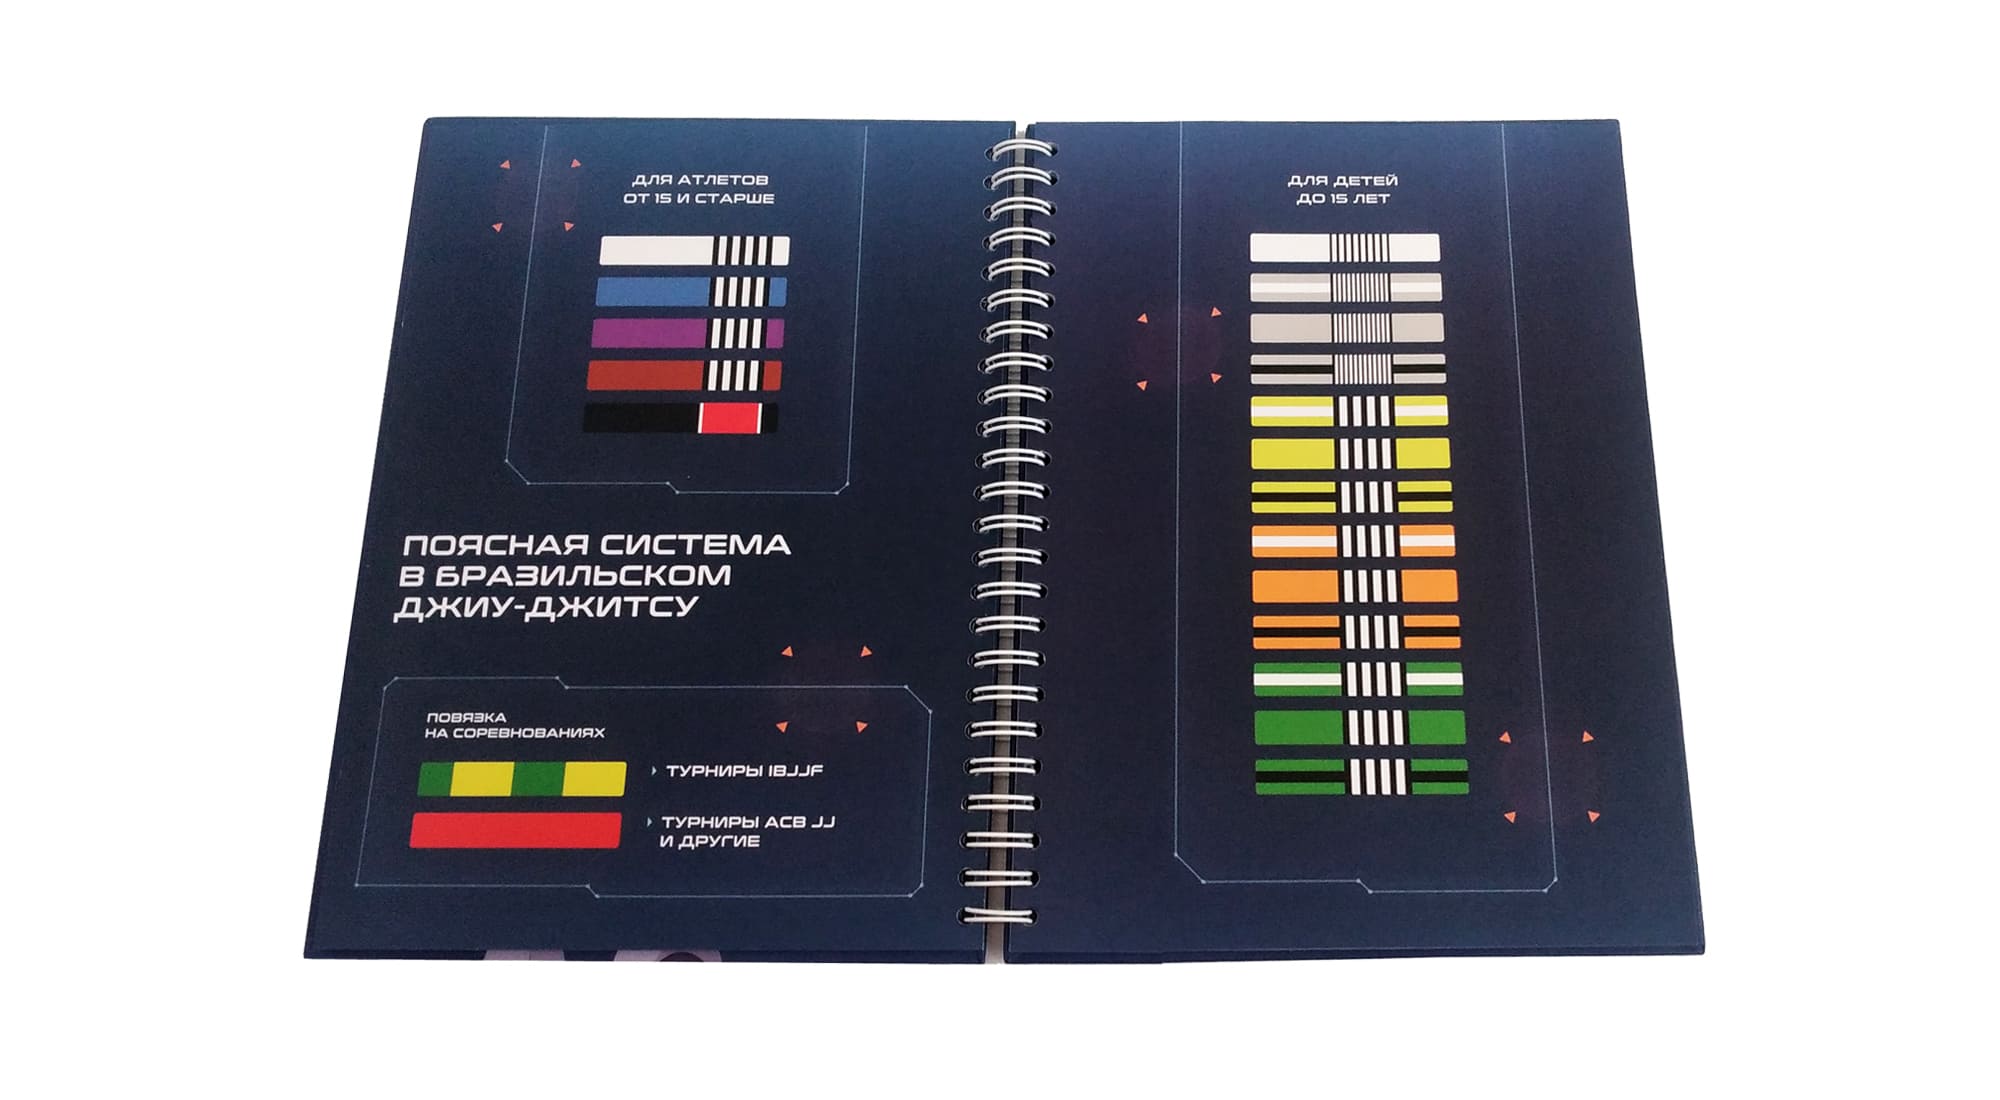 ДЛЯ АТЛЕТОВ
ОТ 15 И СТАРШЕ
ПОЯСНАЯ СИСТЕМА
В БРАЗИЛЬСКОМ
ДЖИУ-ДЖИТСУ
ПОВЯЗКА
НА СОРЕВНОВАНИЯХ
ТУРНИРЫ IBJJF
ТУРНИРЫ ACB JJ
И ДРУГИЕ
ДЛЯ ДЕТЕЙ
ДО 15 ЛЕТ